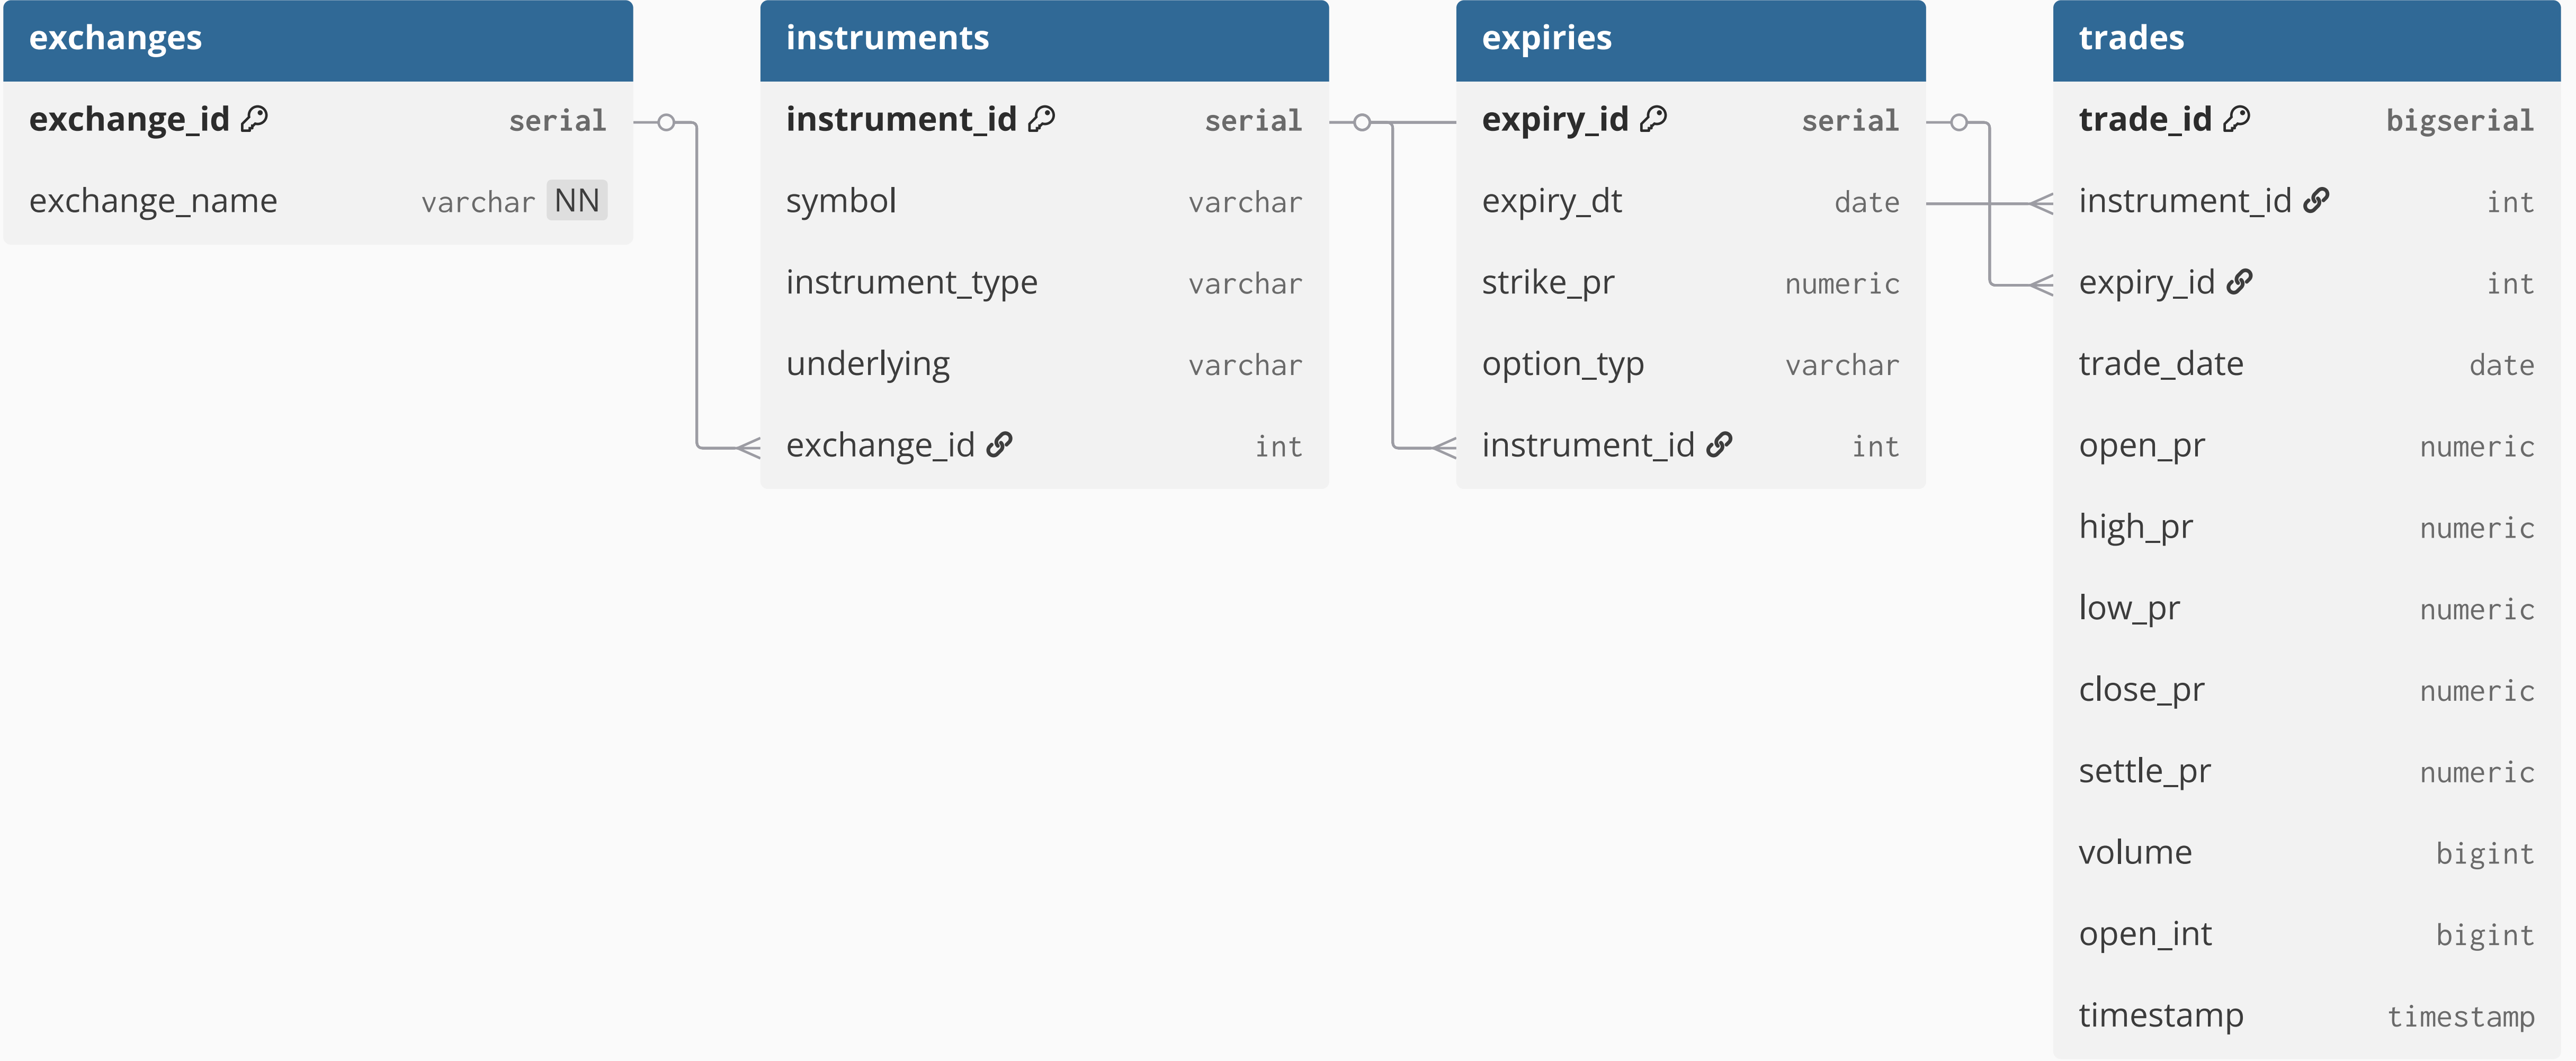 exchanges
exchange_id serial
exchange_name varchar NN
instruments
instrument_id serial
symbol varchar
instrument_type varchar
underlying varchar
exchange_id int
expiries
expiry_id serial
expiry_dt date
strike_pr numeric
option_typ varchar
instrument_id int
trades
trade_id bigserial
instrument_id int
expiry_id int
trade_date date
open_pr numeric
high_pr numeric
low_pr numeric
close_pr numeric
settle_pr numeric
volume bigint
open_int bigint
timestamp timestamp